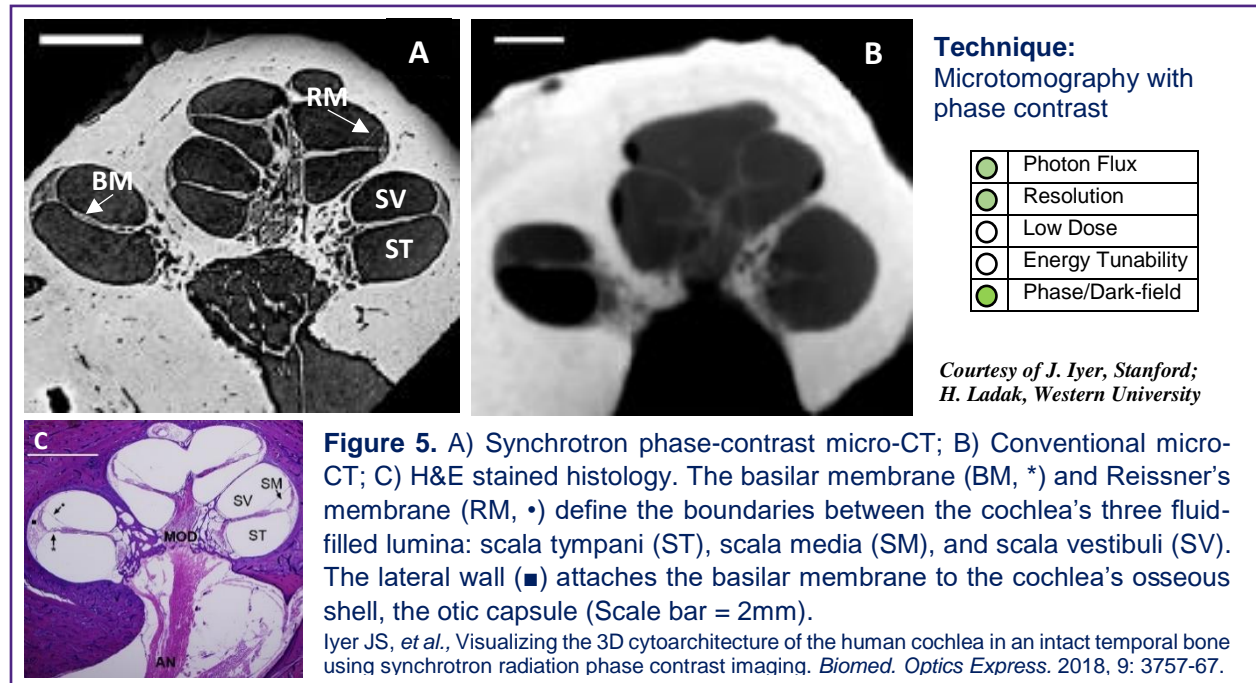 A
RM
BM
SV
ST
B
Technique:
Microtomography with
phase contrast
Photon Flux
Resolution
Low Dose
Energy Tunability
Phase/Dark-field
Courtesy of J. Iyer, Stanford;
H. Ladak, Western University
C
SM
SV
ST
MOD
AN
Figure 5. A) Synchrotron phase-contrast micro-CT; B) Conventional micro-
CT; C) H&E stained histology. The basilar membrane (BM, *) and Reissner's
membrane (RM, •) define the boundaries between the cochlea's three fluid-
filled lumina: scala tympani (ST), scala media (SM), and scala vestibuli (SV).
The lateral wall (■) attaches the basilar membrane to the cochlea's osseous
shell, the otic capsule (Scale bar = 2mm).
Iyer JS, et al., Visualizing the 3D cytoarchitecture of the human cochlea in an intact temporal bone
using synchrotron radiation phase contrast imaging. Biomed. Optics Express. 2018, 9: 3757-67.